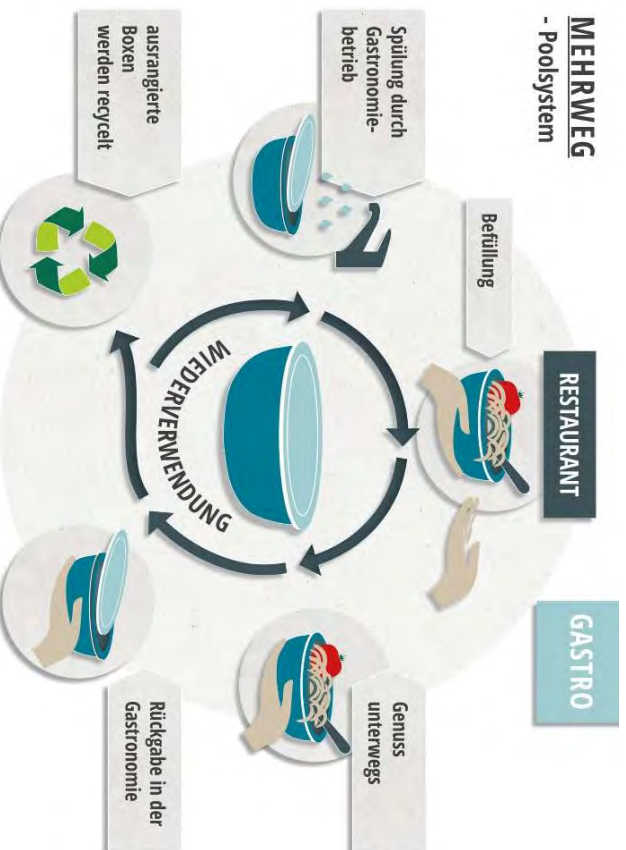 MEHRWEG
- Poolsystem
RESTAURANT
GASTRO
Befüllung
Spülung durch
Gastronomie-
betrieb
Genuss
unterwegs
WIEDERVERWENDUNG
ausrangierte
Boxen
werden recycelt
Rückgabe in der
Gastronomie